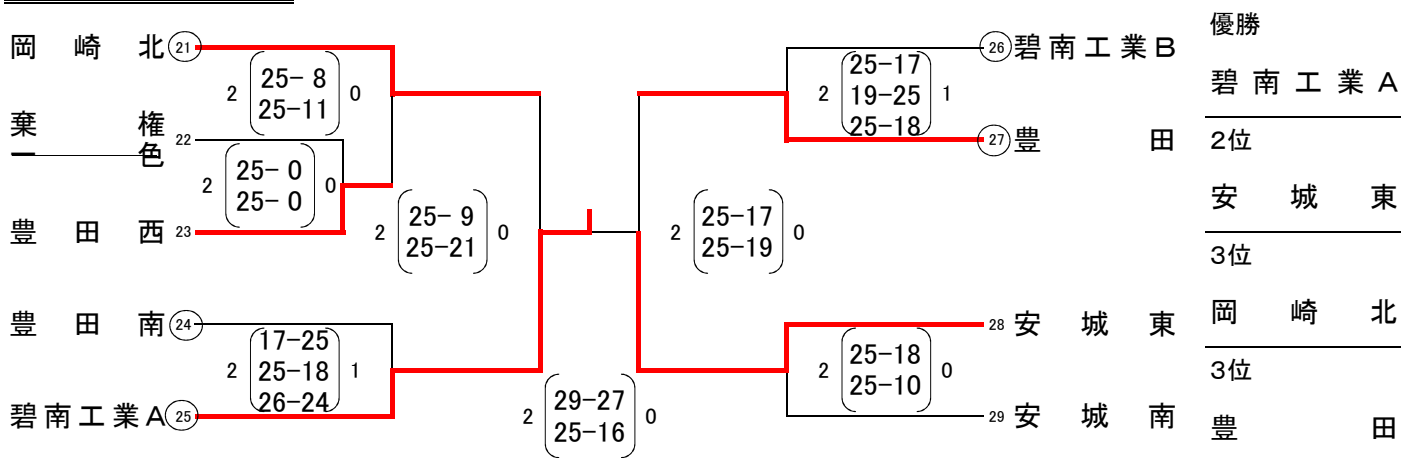 岡崎北 21
2 25- 8 0
25-11
棄権
一色 22
2 25- 0 0
25- 0
豊田西 23
2 25- 9 0
25-21
豊田南 24
17-25
2 25-18 1
26-24
碧南工業A 25
2 29-27 0
25-16
26 碧南工業B
25-17
2 19-25 1
25-18
27 豊田
2 25-17 0
25-19
28 安城東
2 25-18 0
25-10
29 安城南
優勝
碧南工業A
2位
安城東
3位
岡崎北
3位
豊田